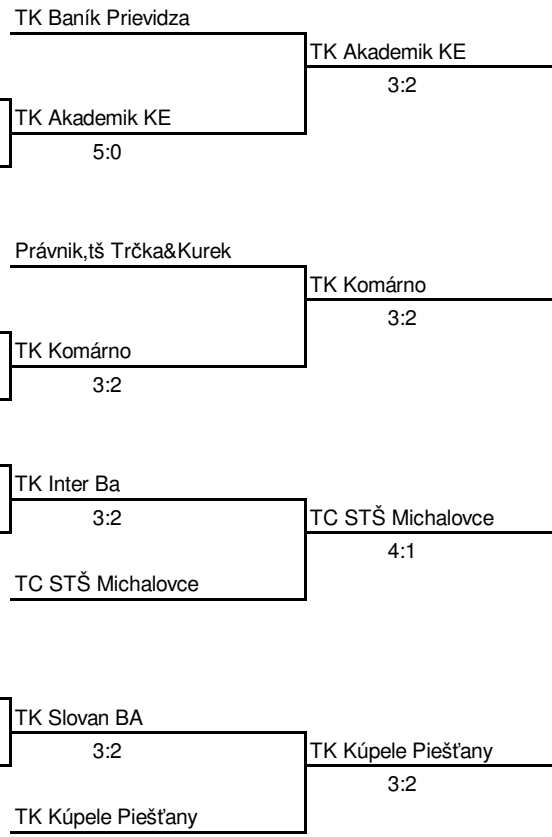 TK Baník Prievidza
TK Akademik KE
3:2
TK Akademik KE
5:0
Právnik,tš Trčka&Kurek
TK Komárno
3:2
TK Komárno
3:2
TK Inter Ba
3:2
TC STŠ Michalovce
4:1
TC STŠ Michalovce
TK Slovan BA
3:2
TK Kúpele Piešťany
3:2
TK Kúpele Piešťany